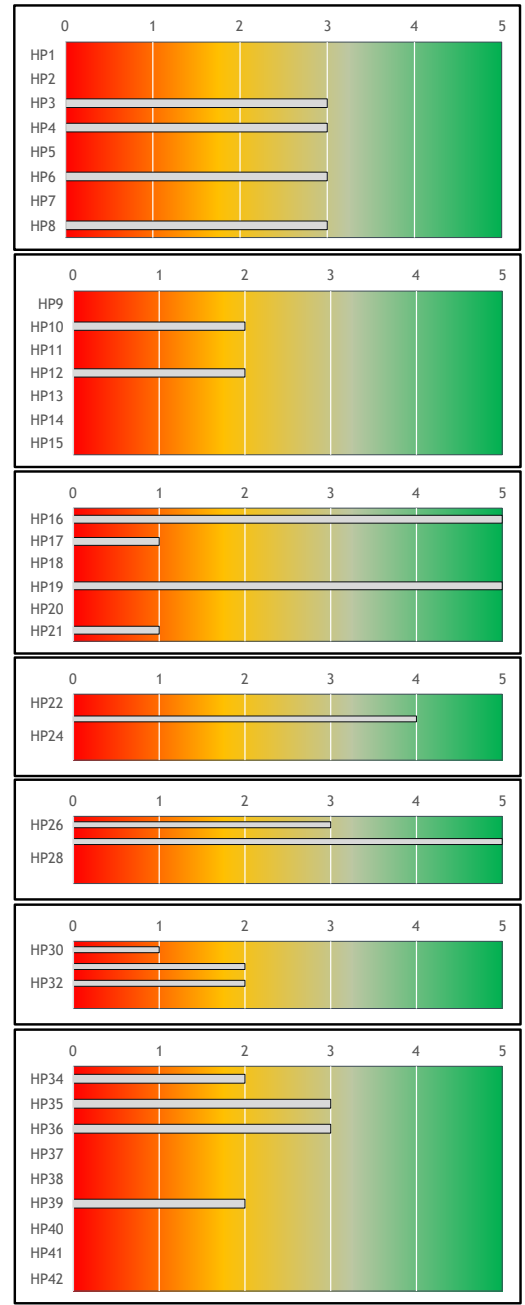 0 1 2 3 4 5
HP1
HP2
HP3
HP4
HP5
HP6
HP7
HP8
0 1 2 3 4 5
HP9
HP10
HP11
HP12
HP13
HP14
HP15
0 1 2 3 4 5
HP16
HP17
HP18
HP19
HP20
HP21
0 1 2 3 4 5
HP22
HP24
0 1 2 3 4 5
HP26
HP28
0 1 2 3 4 5
HP30
HP32
0 1 2 3 4 5
HP34
HP35
HP36
HP37
HP38
HP39
HP40
HP41
HP42